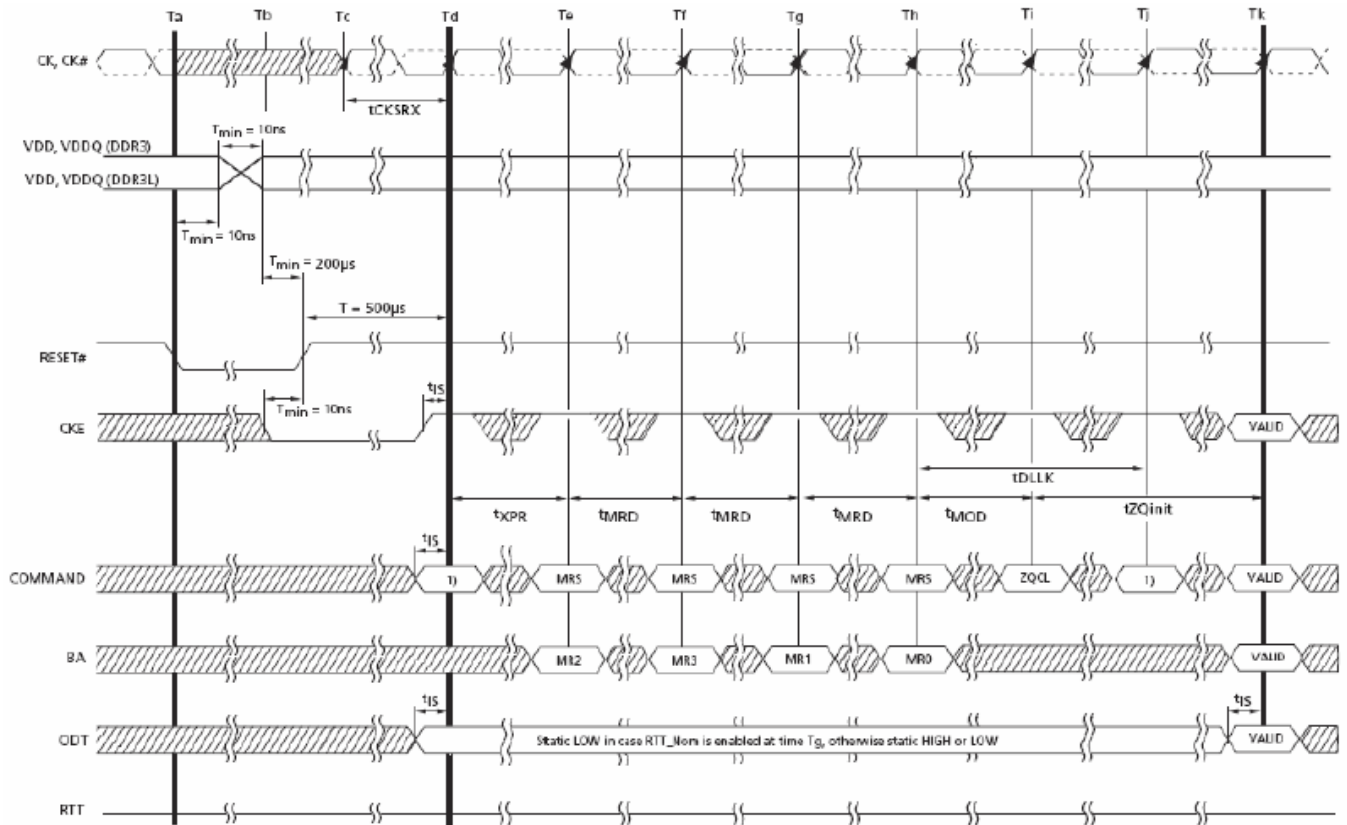 Ta Tb Tc Td Te Tf Tg Th Ti Tj Tk
CK, CK#
tCKSRX
Tmin = 10ns
VDD, VDDQ (DDR3)
VDD, VDDQ (DDR3L)
Tmin = 10ns
Tmin = 200µs
T = 500µs
RESET#
tIS
Tmin = 10ns
CKE
VALID
tDLLK
tXPR tMRD tMRD tMRD tMOD tZQinit
tIS
COMMAND 1) MRS MRS MRS MRS ZQCL 1) VALID
BA MR2 MR3 MR1 MR0 VALID
tIS tIS
ODT Static LOW in case RTT_Nom is enabled at time Tg, otherwise static HIGH or LOW VALID
RTT